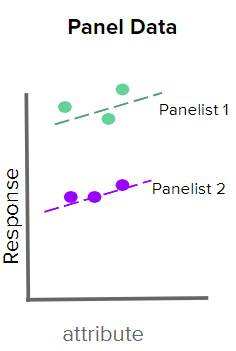 Panel Data
Panelist 1
Panelist 2
Response
attribute